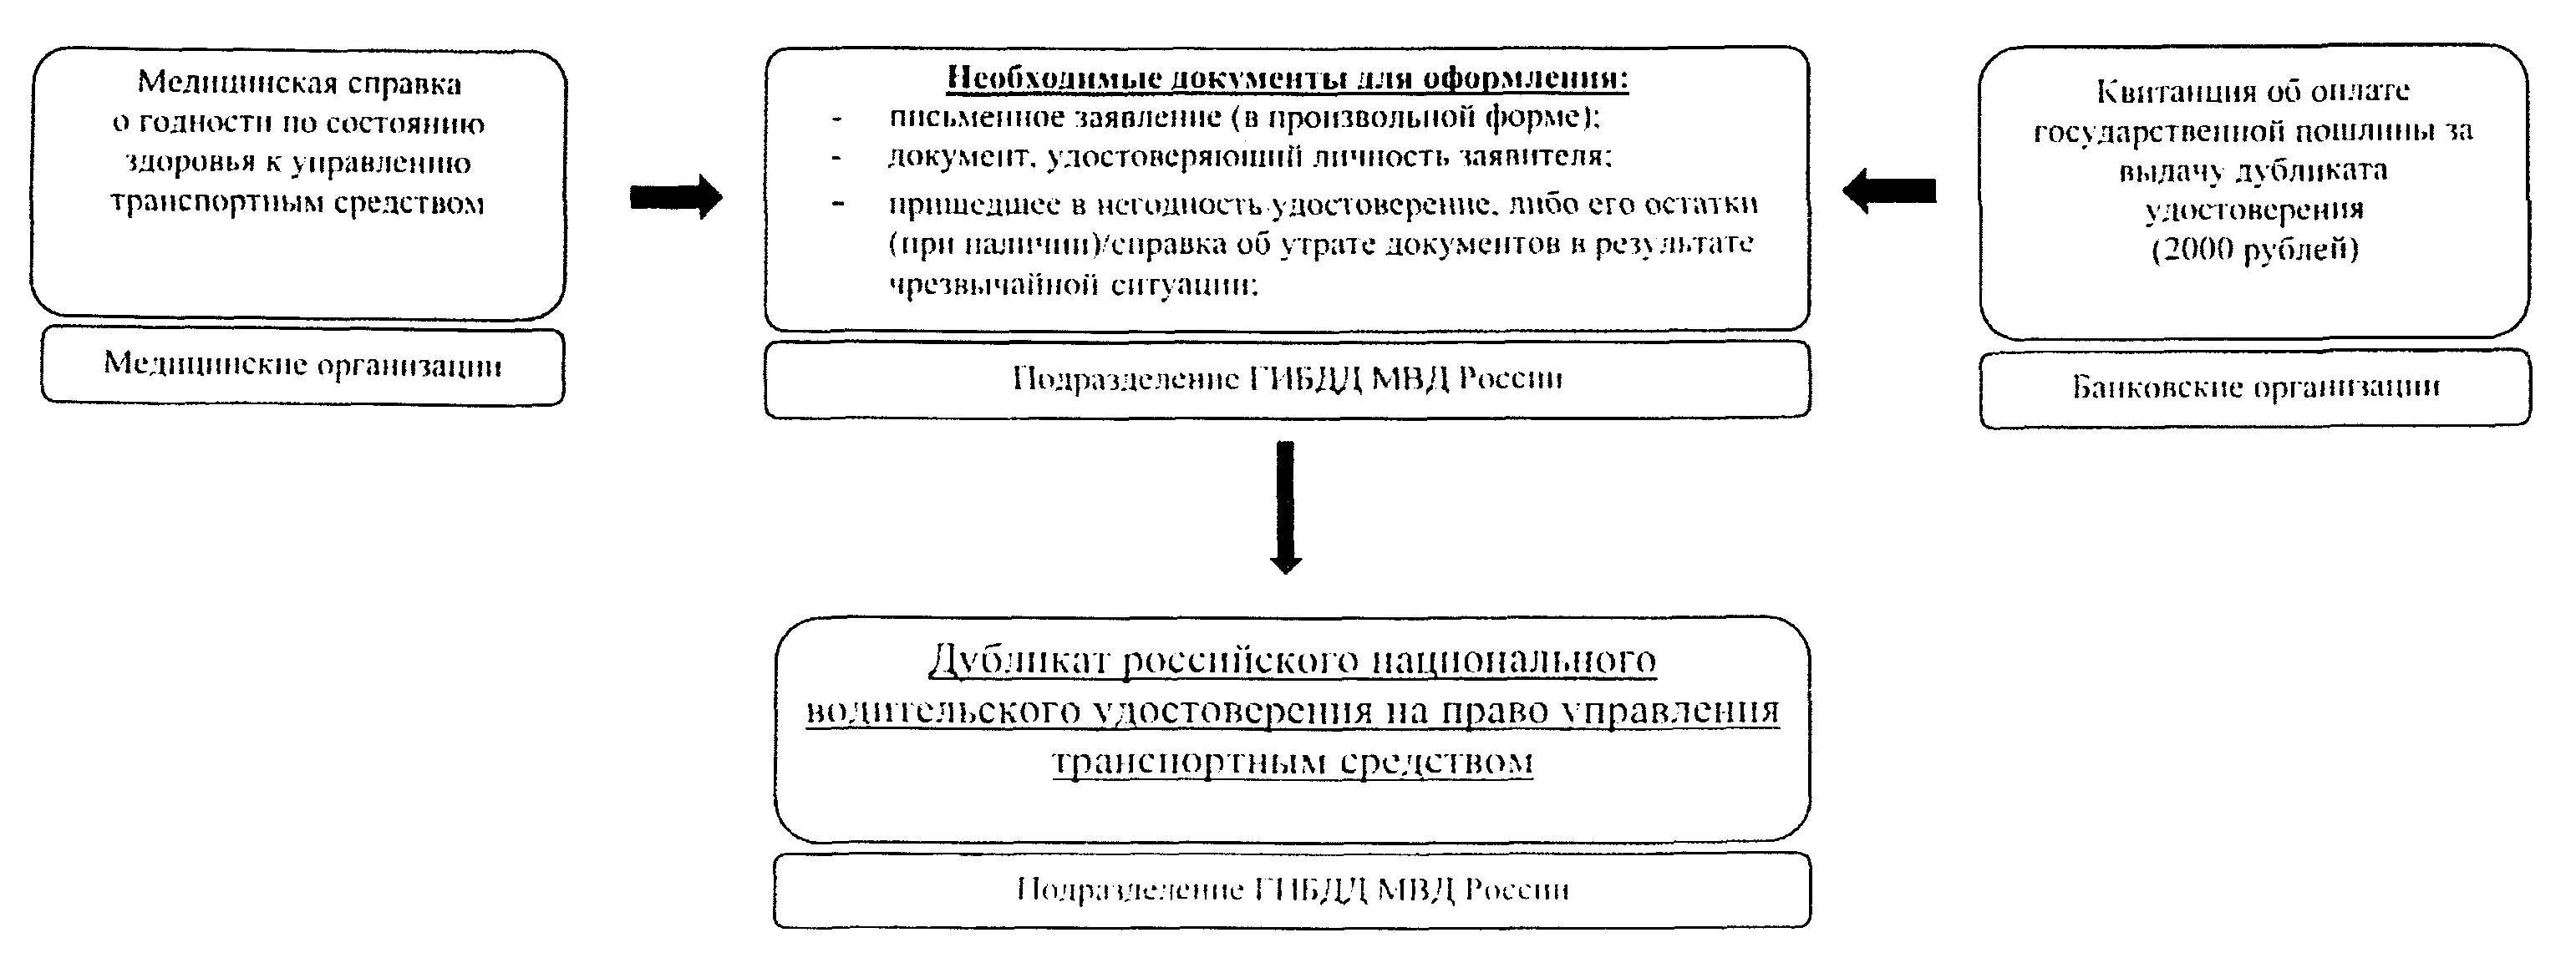 Медицинская справка
о годности по состоянию
здоровья к управлению
транспортным средством
Медицинские организации
Необходимые документы для оформления:
- письменное заявление (в произвольной форме);
- документ, удостоверяющий личность заявителя;
- пришедшее в негодность удостоверение, либо его остатки
(при наличии)/справка об утрате документов в результате
чрезвычайной ситуации;
Подразделение ГИБДД МВД России
Квитанция об оплате
государственной пошлины за
выдачу дубликата
удостоверения
(2000 рублей)
Банковские организации
Дубликат российского национального
водительского удостоверения на право управления
транспортным средством
Подразделение ГИБДД МВД России